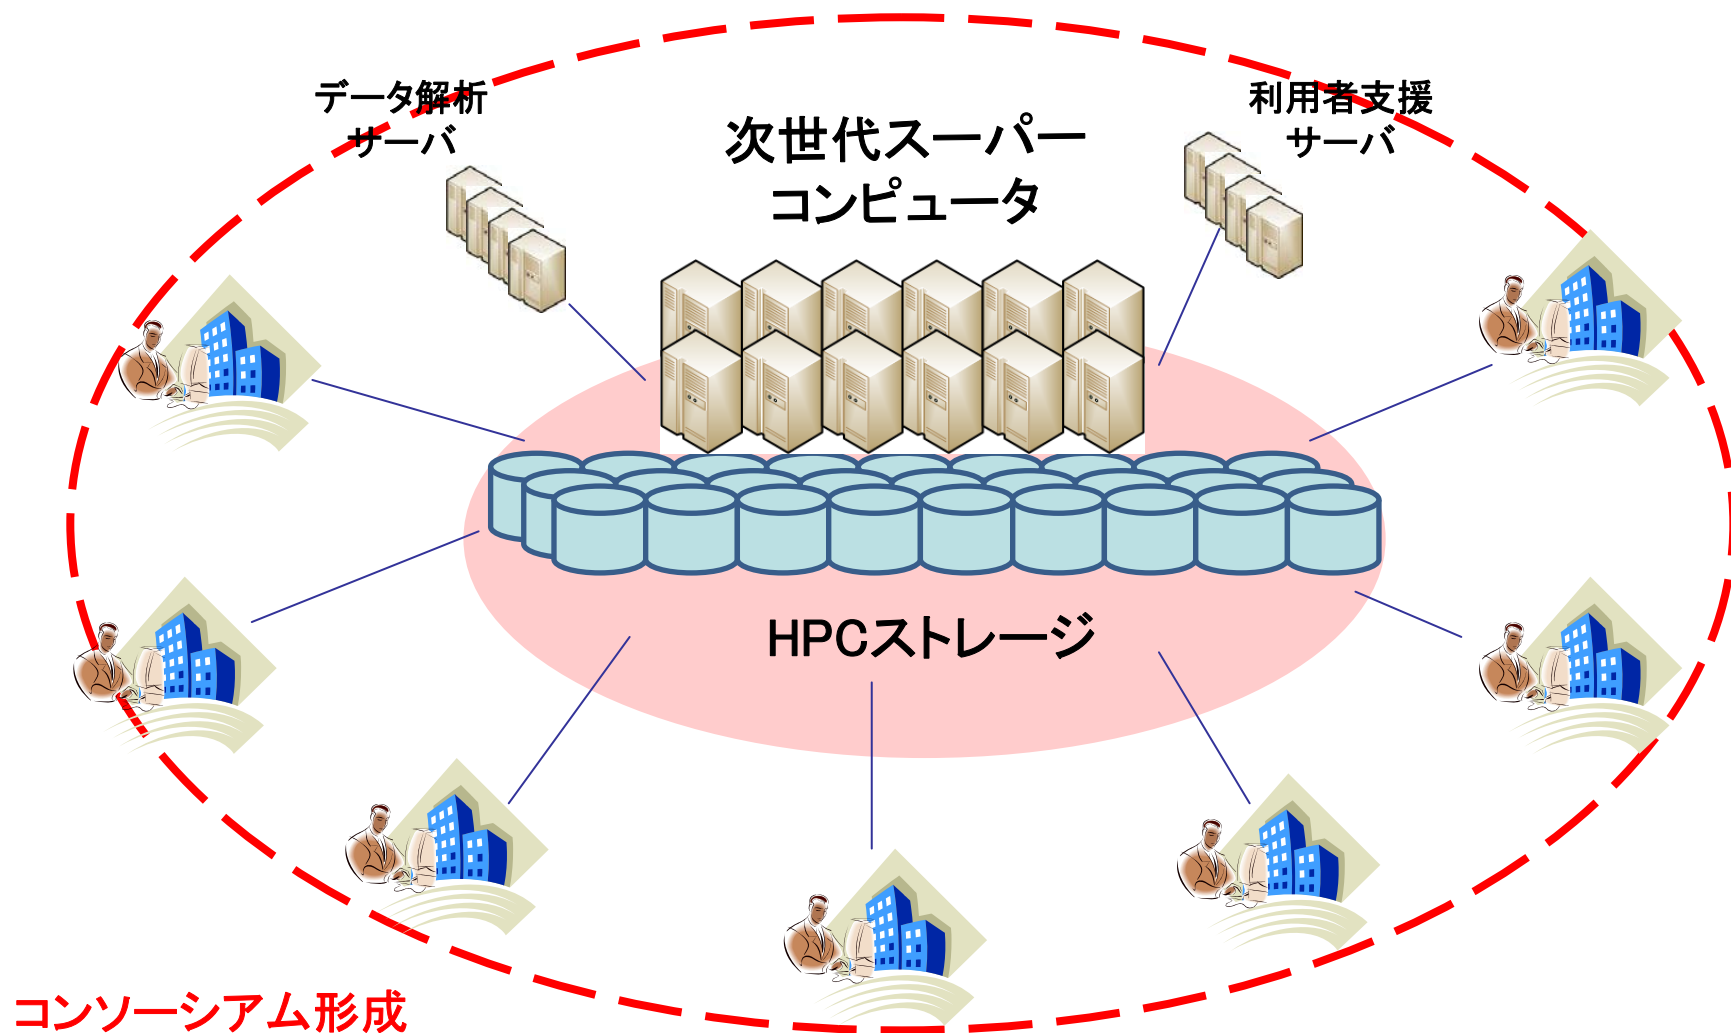 データ解析
サーバ
次世代スーパー
コンピュータ
利用者支援
サーバ
HPCストレージ
コンソーシアム形成